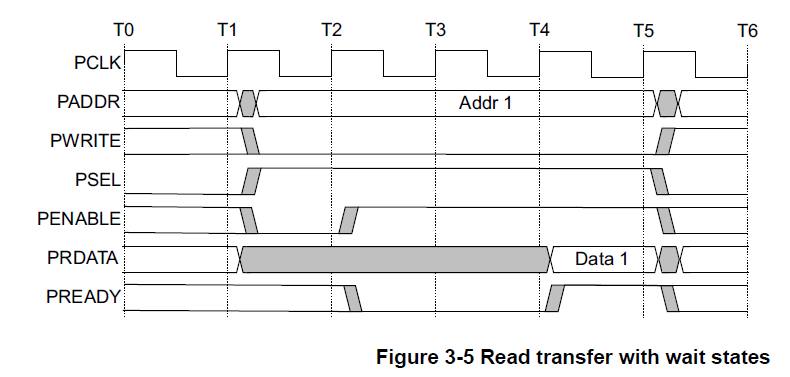 T0 T1 T2 T3 T4 T5 T6
PCLK
PADDR Addr 1
PWRITE
PSEL
PENABLE
PRDATA Data 1
PREADY
Figure 3-5 Read transfer with wait states